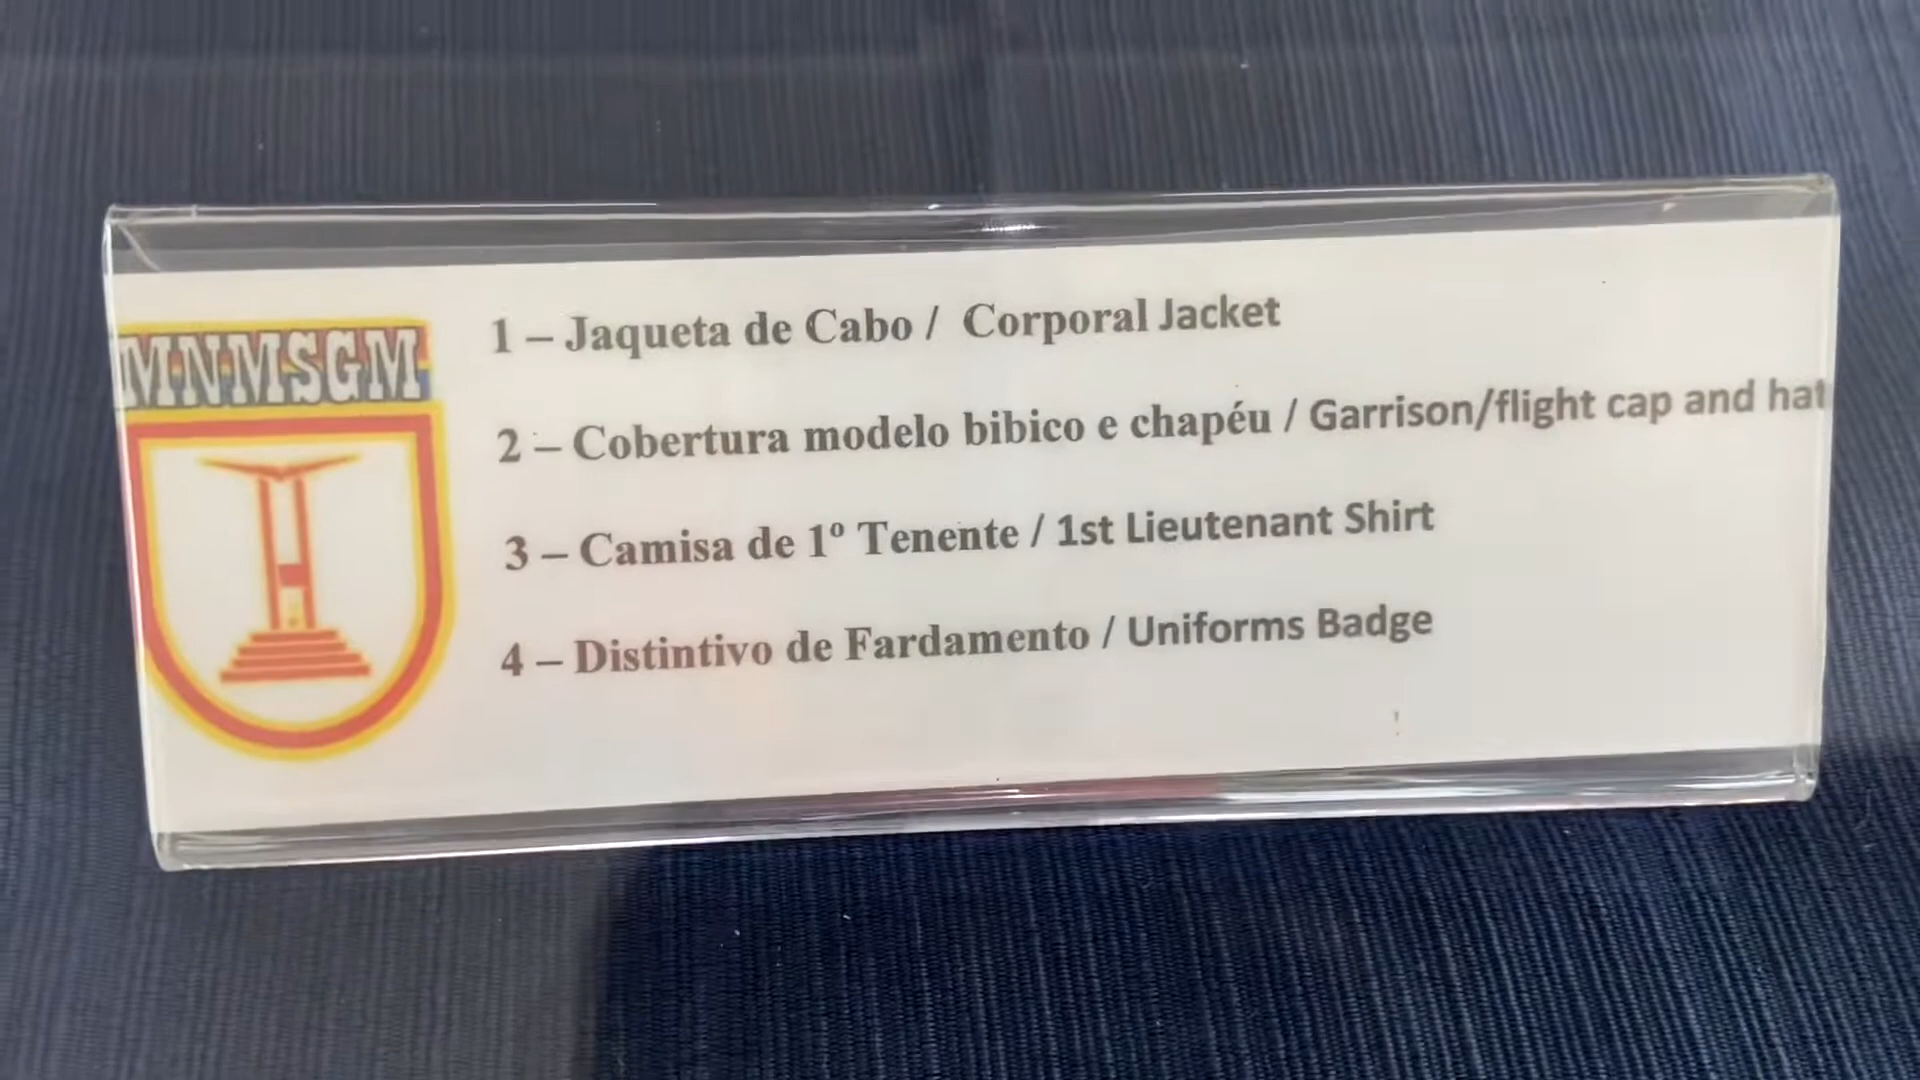 MNMSGM
1 – Jaqueta de Cabo / Corporal Jacket
2 – Cobertura modelo bibico e chapéu / Garrison/flight cap and hat
3 – Camisa de 1º Tenente / 1st Lieutenant Shirt
4 – Distintivo de Fardamento / Uniforms Badge